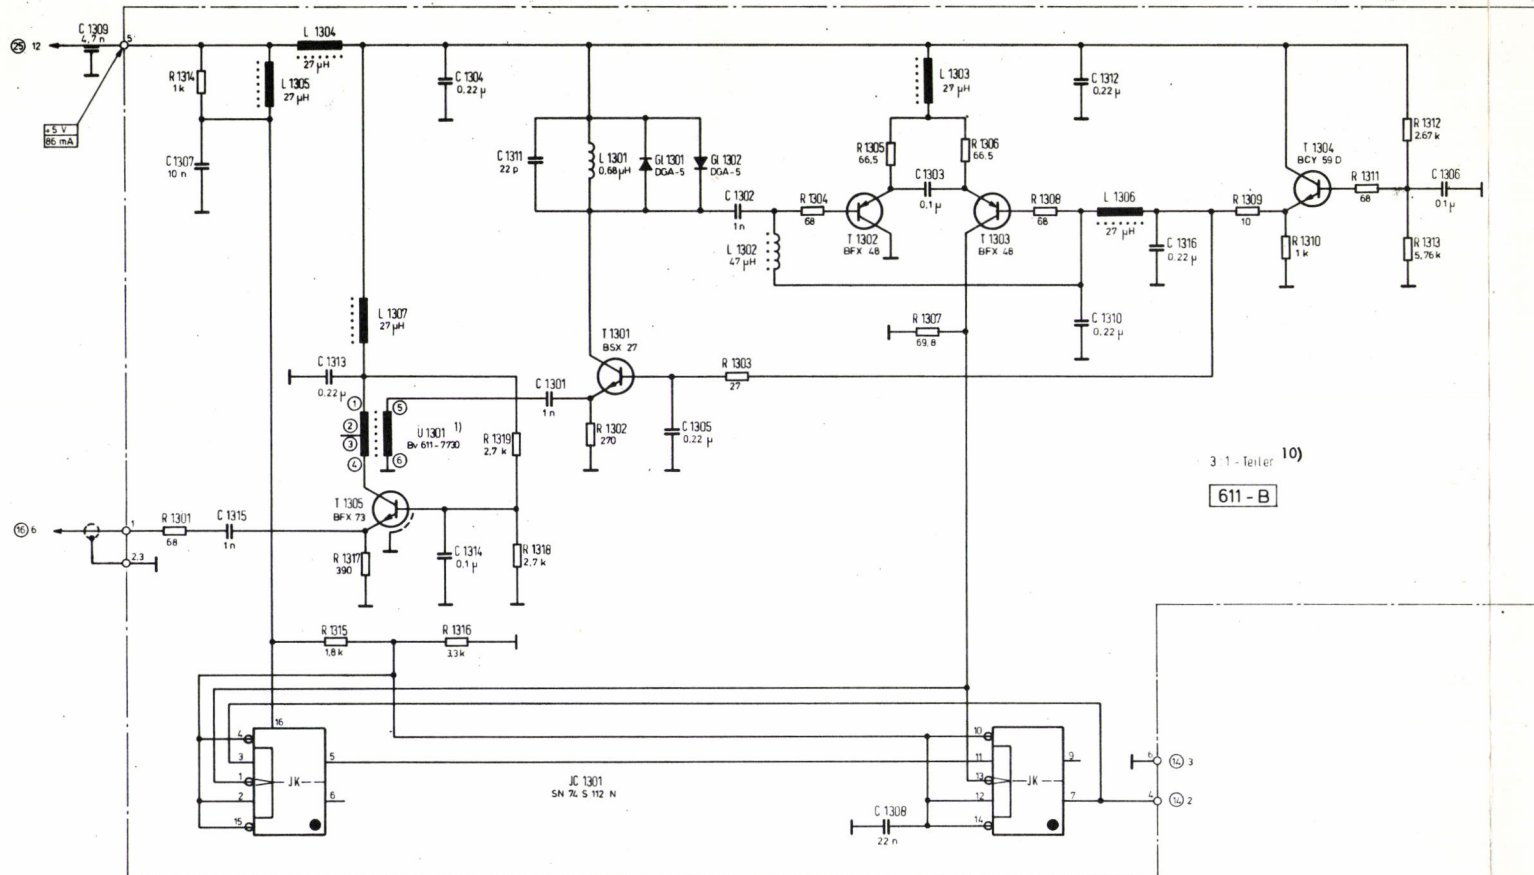 C 1309
4,7 n
25 12
5
+5 V
86 mA
R 1314
1 k
L 1305
27 µH
L 1304
27 µH
C 1304
0,22 µ
C 1307
10 n
C 1311
22 p
L 1301
0,68 µH
Gl 1301
DGA-5
Gl 1302
DGA-5
C 1302
1 n
L 1303
27 µH
R 1305
66,5
R 1306
66,5
C 1303
0,1 µ
R 1304
68
T 1302
BFX 48
T 1303
BFX 48
L 1302
47 µH
C 1312
0,22 µ
R 1308
68
L 1306
27 µH
C 1316
0,22 µ
R 1309
10
R 1310
1 k
T 1304
BCY 59 D
R 1311
68
R 1312
2,67 k
C 1306
0,1 µ
R 1313
5,76 k
R 1307
69,8
C 1310
0,22 µ
L 1307
27 µH
C 1313
0,22 µ
T 1301
BSX 27
R 1303
27
C 1301
1 n
1
2
3
4
5
6
Ü 1301 1)
Bv 611-7730
R 1319
2,7 k
R 1302
270
C 1305
0,22 µ
3:1-Teiler 10)
611-B
T 1305
BFX 73
16 6
1
2,3
R 1301
68
C 1315
1 n
R 1317
390
C 1314
0,1 µ
R 1318
2,7 k
R 1315
1,8 k
R 1316
3,3 k
16
4
3
1
2
15
JK
5
6
JC 1301
SN 74 S 112 N
C 1308
22 n
10
11
13
12
14
JK
9
7
6
14 3
4
14 2